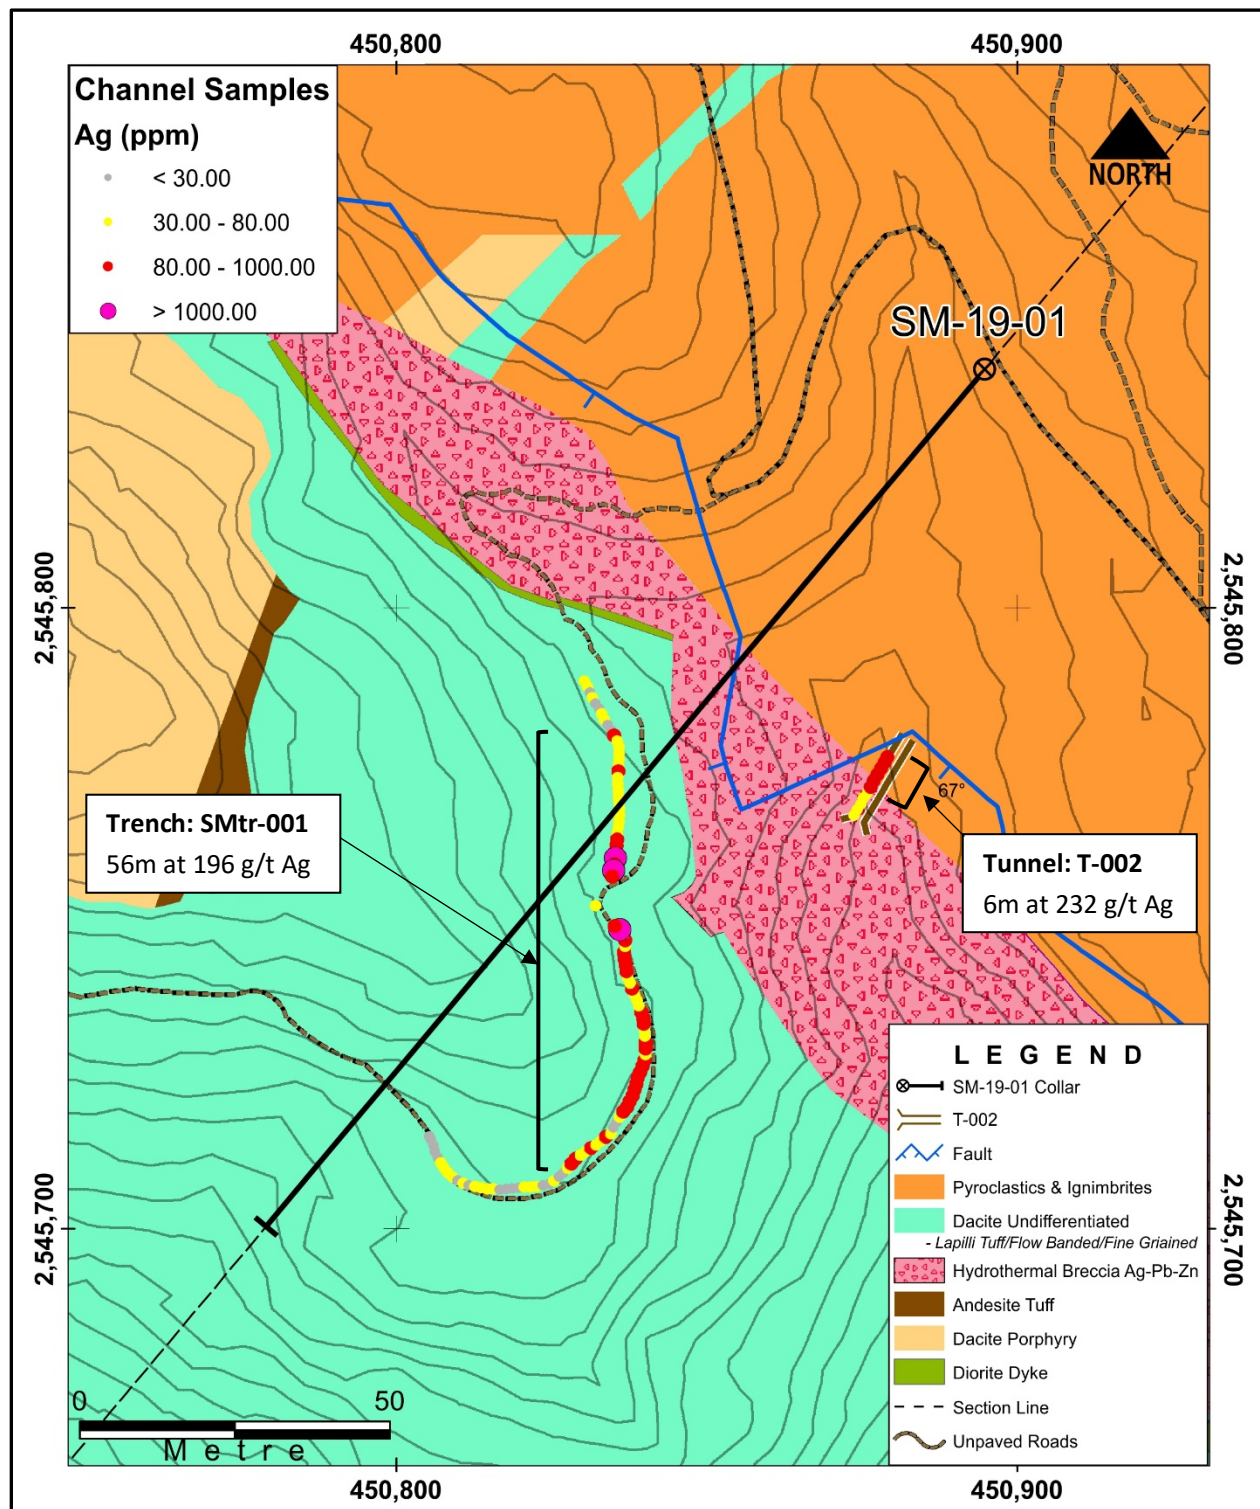 450,800
450,900
Channel Samples
Ag (ppm)
< 30.00
30.00 - 80.00
80.00 - 1000.00
> 1000.00
NORTH
SM-19-01
2,545,800
2,545,800
67°
Trench: SMtr-001
56m at 196 g/t Ag
Tunnel: T-002
6m at 232 g/t Ag
L E G E N D
SM-19-01 Collar
T-002
Fault
Pyroclastics & Ignimbrites
Dacite Undifferentiated
- Lapilli Tuff/Flow Banded/Fine Griained
Hydrothermal Breccia Ag-Pb-Zn
Andesite Tuff
Dacite Porphyry
Diorite Dyke
Section Line
Unpaved Roads
2,545,700
2,545,700
0 50
Metre
450,800
450,900